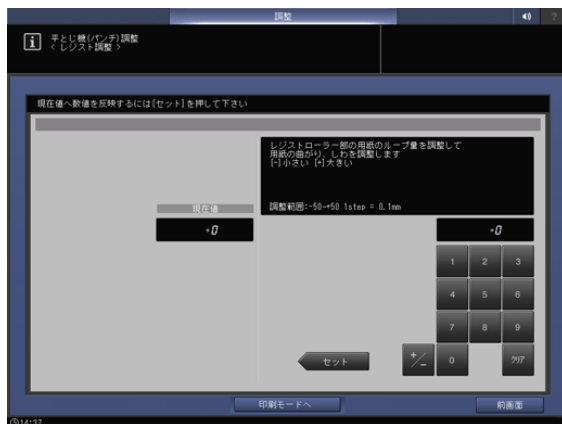 調整
?
平とじ機(パンチ)調整
< レジスト調整 >
現在値へ数値を反映するには[セット]を押して下さい
レジストローラー部の用紙のループ量を調整して
用紙の曲がり、しわを調整します
[-]小さい [+]大きい
現在値
調整範囲:-50~+50 1step = 0.1mm
+0
+0
1 2 3
4 5 6
7 8 9
セット
+/- 0 クリア
印刷モードへ
前画面
14:37